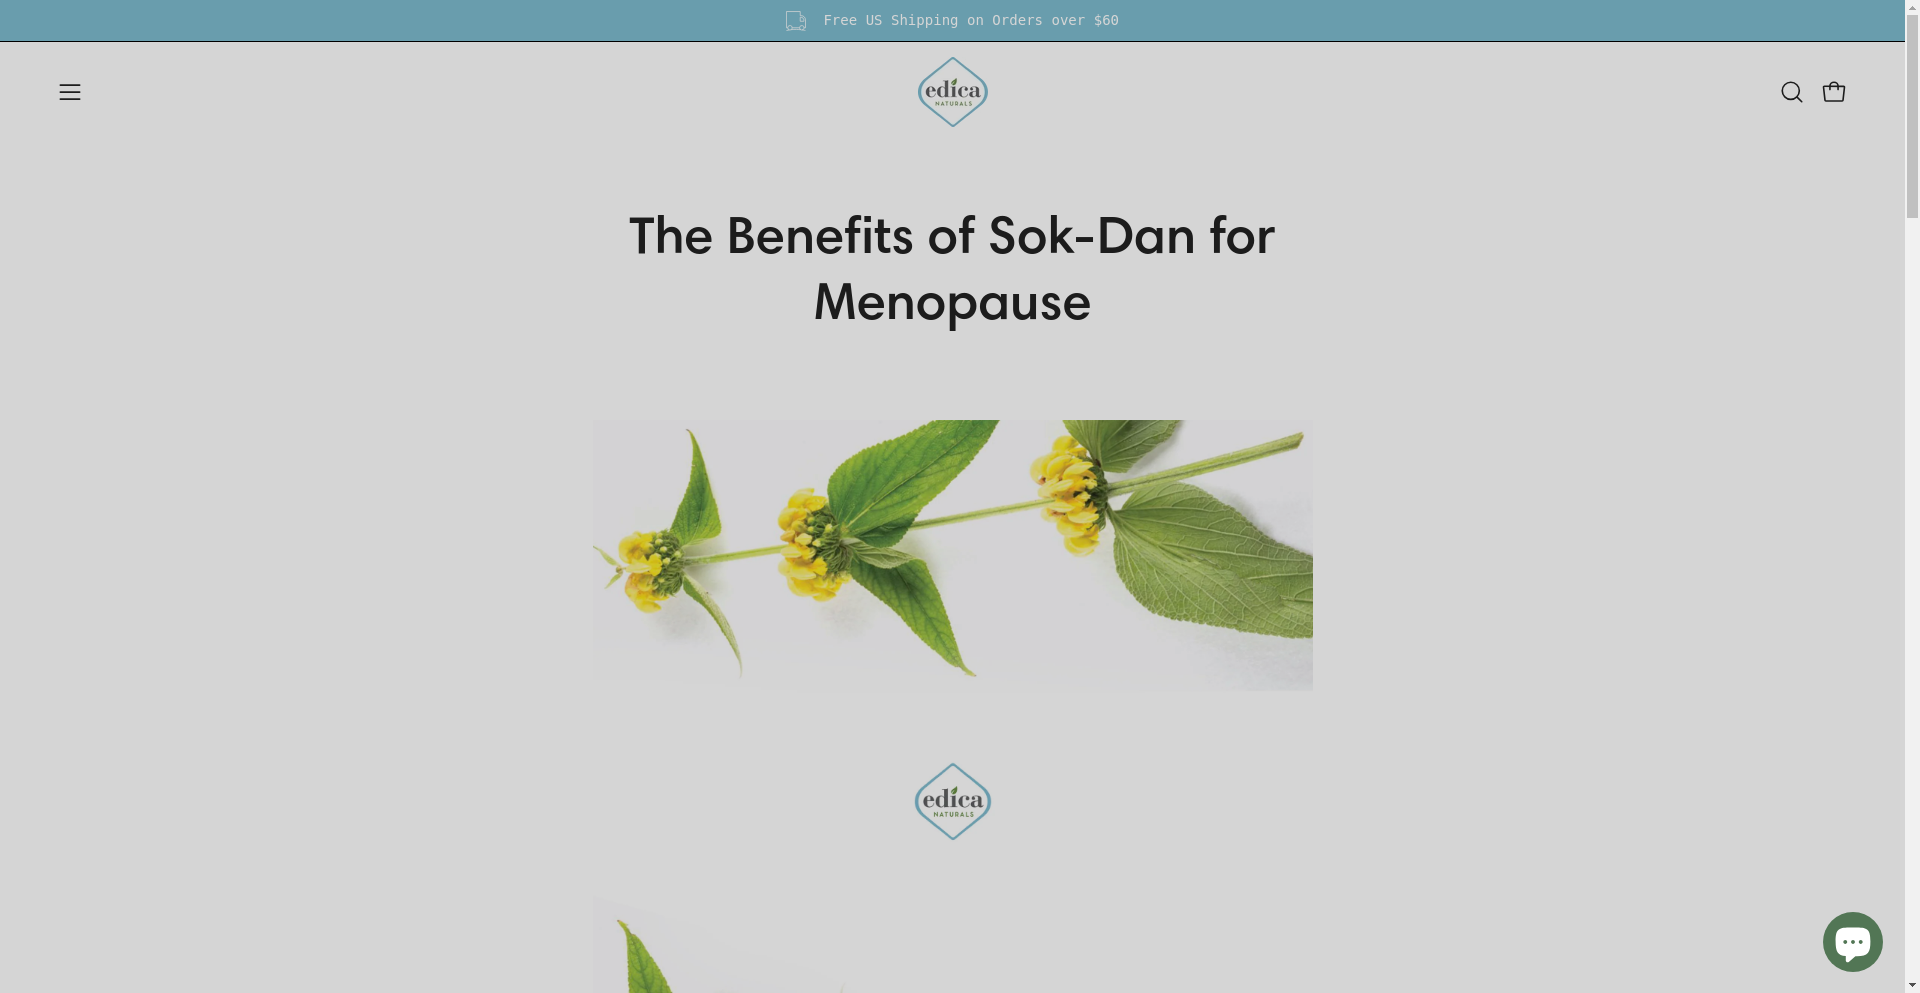 Free US Shipping on Orders over $60
edica
NATURALS
The Benefits of Sok-Dan for
Menopause
edica
NATURALS